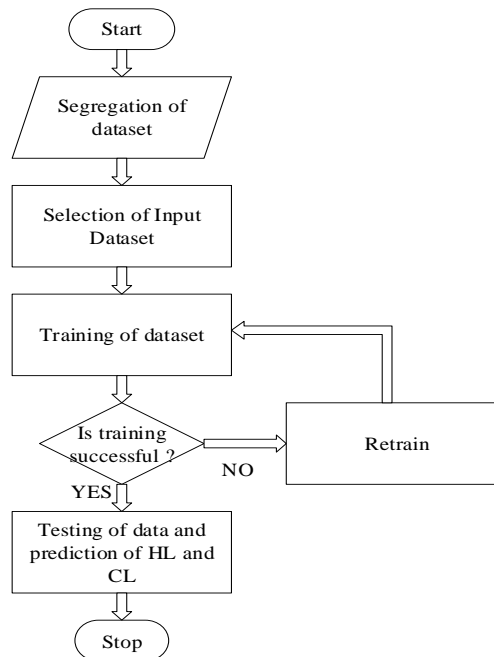 Start
Segregation of
dataset
Selection of Input
Dataset
Training of dataset
Is training
successful ?
NO
Retrain
YES
Testing of data and
prediction of HL and
CL
Stop